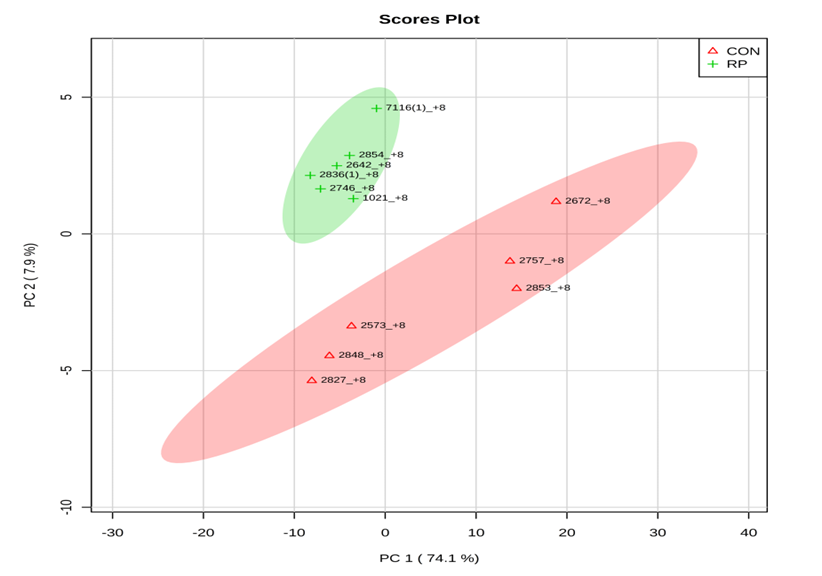 Scores Plot
CON
RP
7116(1)_+8
2854_+8
2642_+8
2836(1)_+8
2746_+8
1021_+8
2672_+8
2757_+8
2853_+8
2573_+8
2848_+8
2827_+8
5
0
-5
-10
PC 2 ( 7.9 %)
-30 -20 -10 0 10 20 30 40
PC 1 ( 74.1 %)